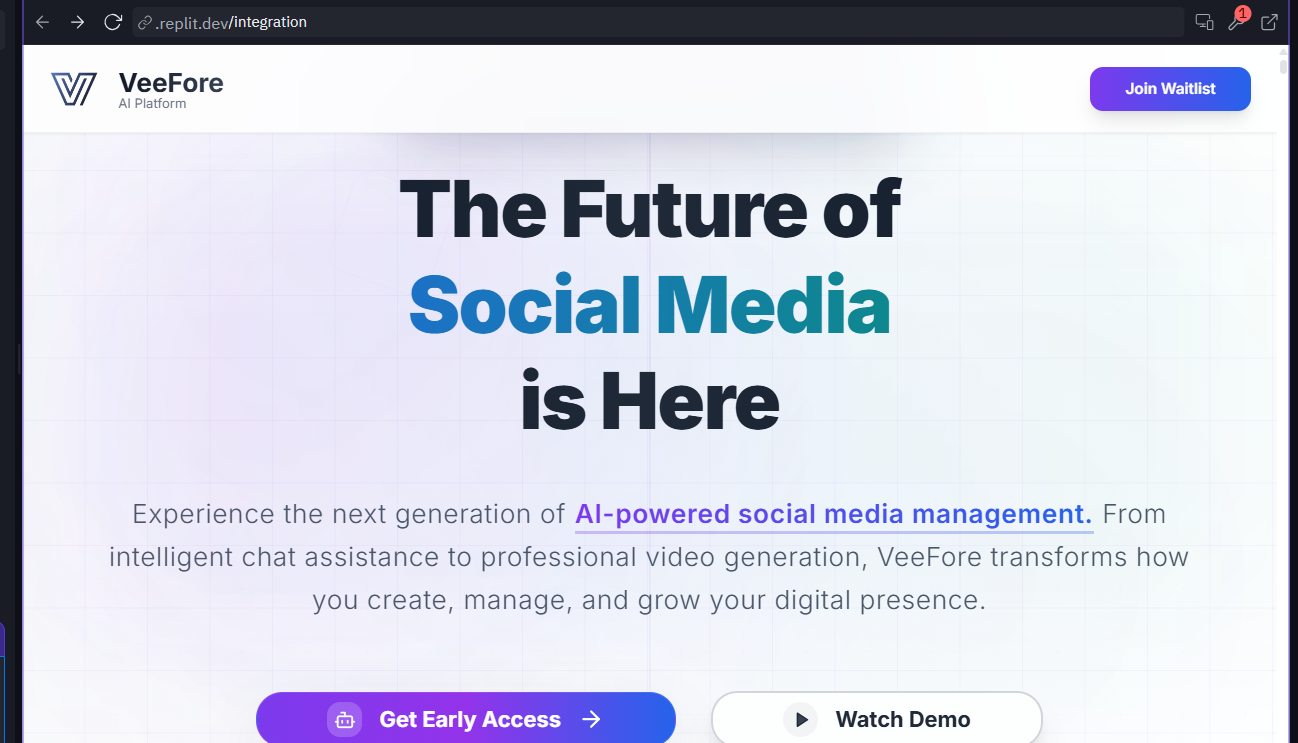 .replit.dev/integration
1
VeeFore
AI Platform
Join Waitlist
The Future of
Social Media
is Here
Experience the next generation of AI-powered social media management. From
intelligent chat assistance to professional video generation, VeeFore transforms how
you create, manage, and grow your digital presence.
Get Early Access →
Watch Demo